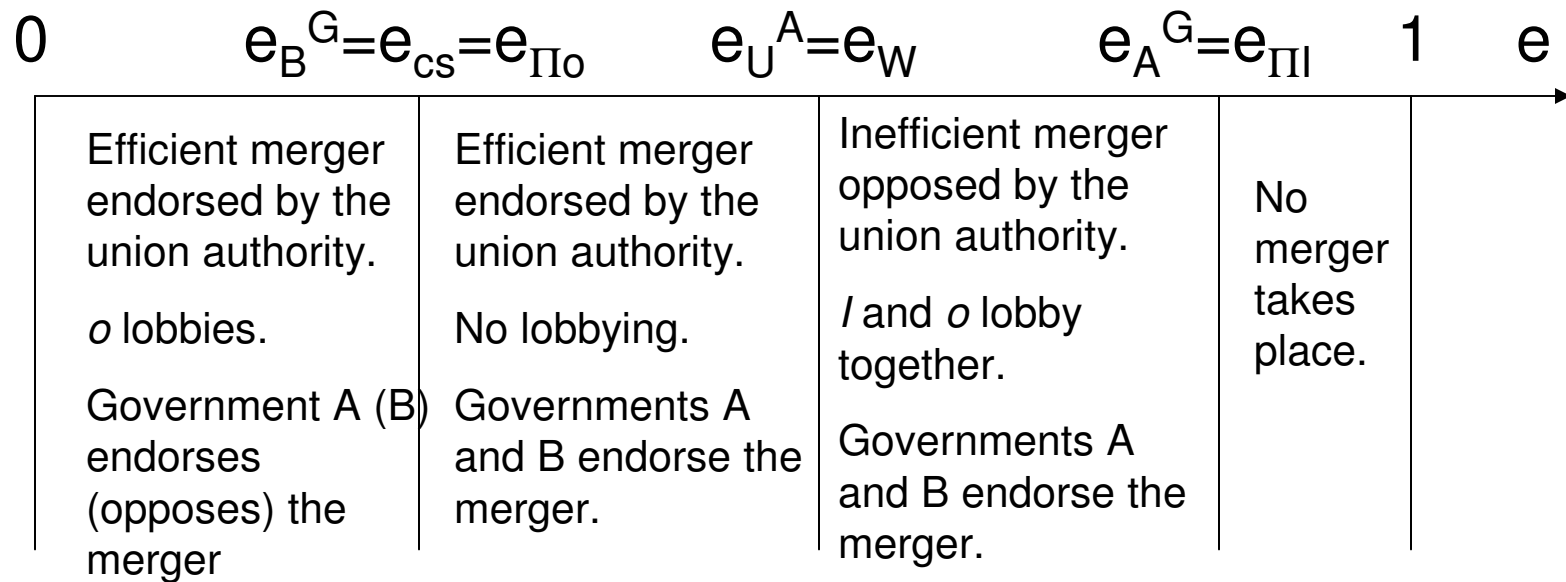 0 e_B^G=e_cs=e_Πo e_U^A=e_W e_A^G=e_Πl 1 e
Efficient merger
endorsed by the
union authority.
o lobbies.
Government A (B)
endorses
(opposes) the
merger
Efficient merger
endorsed by the
union authority.
No lobbying.
Governments A
and B endorse the
merger.
Inefficient merger
opposed by the
union authority.
I and o lobby
together.
Governments A
and B endorse the
merger.
No
merger
takes
place.